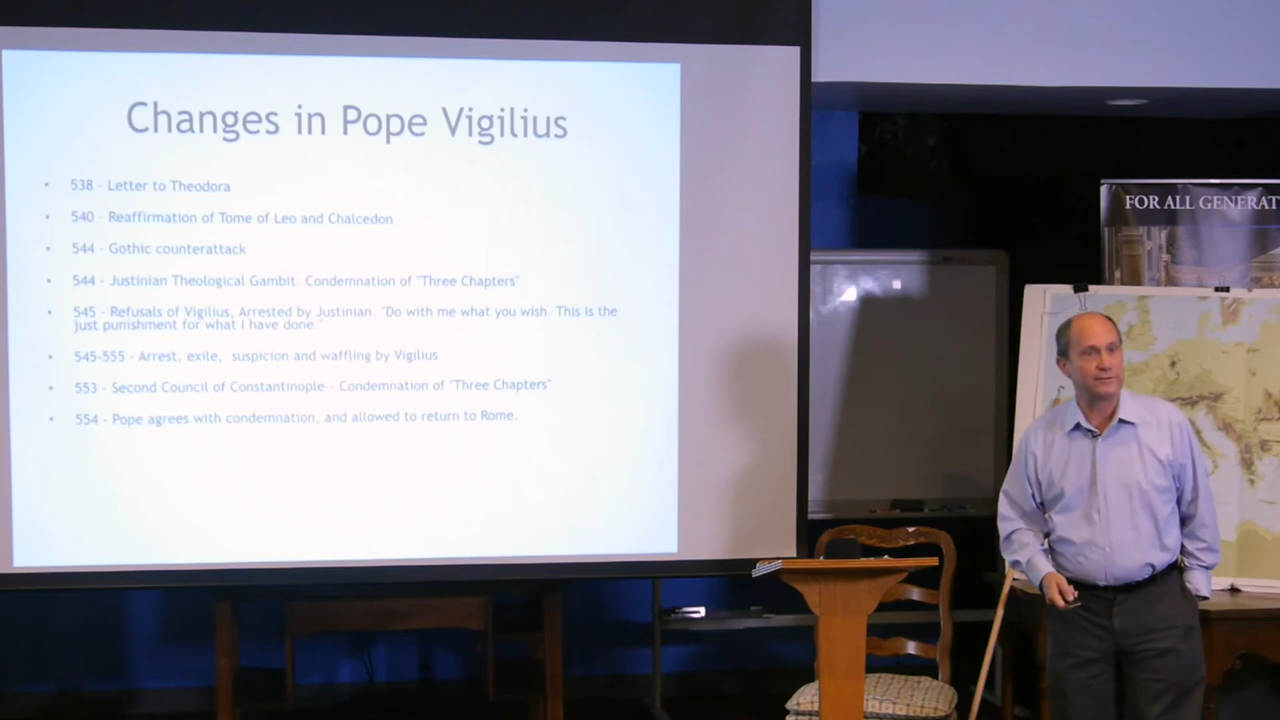 Changes in Pope Vigilius
• 538 - Letter to Theodora
• 540 - Reaffirmation of Tome of Leo and Chalcedon
• 544 - Gothic counterattack
• 544 - Justinian Theological Gambit: Condemnation of "Three Chapters"
• 545 - Refusals of Vigilius, Arrested by Justinian. "Do with me what you wish. This is the
just punishment for what I have done."
• 545-555 - Arrest, exile, suspicion and waffling by Vigilius
• 553 - Second Council of Constantinople-- Condemnation of "Three Chapters"
• 554 - Pope agrees with condemnation, and allowed to return to Rome.
FOR ALL GENERAT